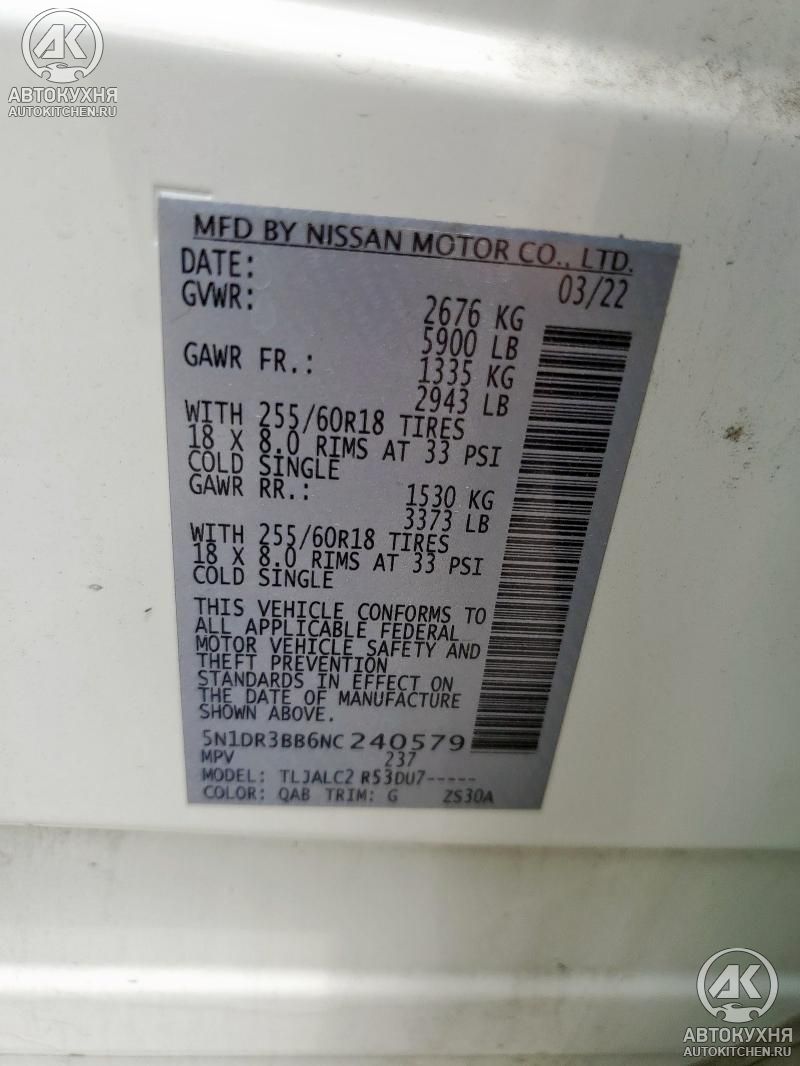 AK
АВТОКУХНЯ
AUTOKITCHEN.RU
MFD BY NISSAN MOTOR CO., LTD.
DATE: 03/22
GVWR: 2676 KG
5900 LB
GAWR FR.: 1335 KG
2943 LB
WITH 255/60R18 TIRES
18 X 8.0 RIMS AT 33 PSI
COLD SINGLE
GAWR RR.: 1530 KG
3373 LB
WITH 255/60R18 TIRES
18 X 8.0 RIMS AT 33 PSI
COLD SINGLE
THIS VEHICLE CONFORMS TO
ALL APPLICABLE FEDERAL
MOTOR VEHICLE SAFETY AND
THEFT PREVENTION
STANDARDS IN EFFECT ON
THE DATE OF MANUFACTURE
SHOWN ABOVE.
5N1DR3BB6NC240579
MPV 237
MODEL: TLJALC2 R53DU7-----
COLOR: QAB TRIM: G ZS30A
AK
АВТОКУХНЯ
AUTOKITCHEN.RU